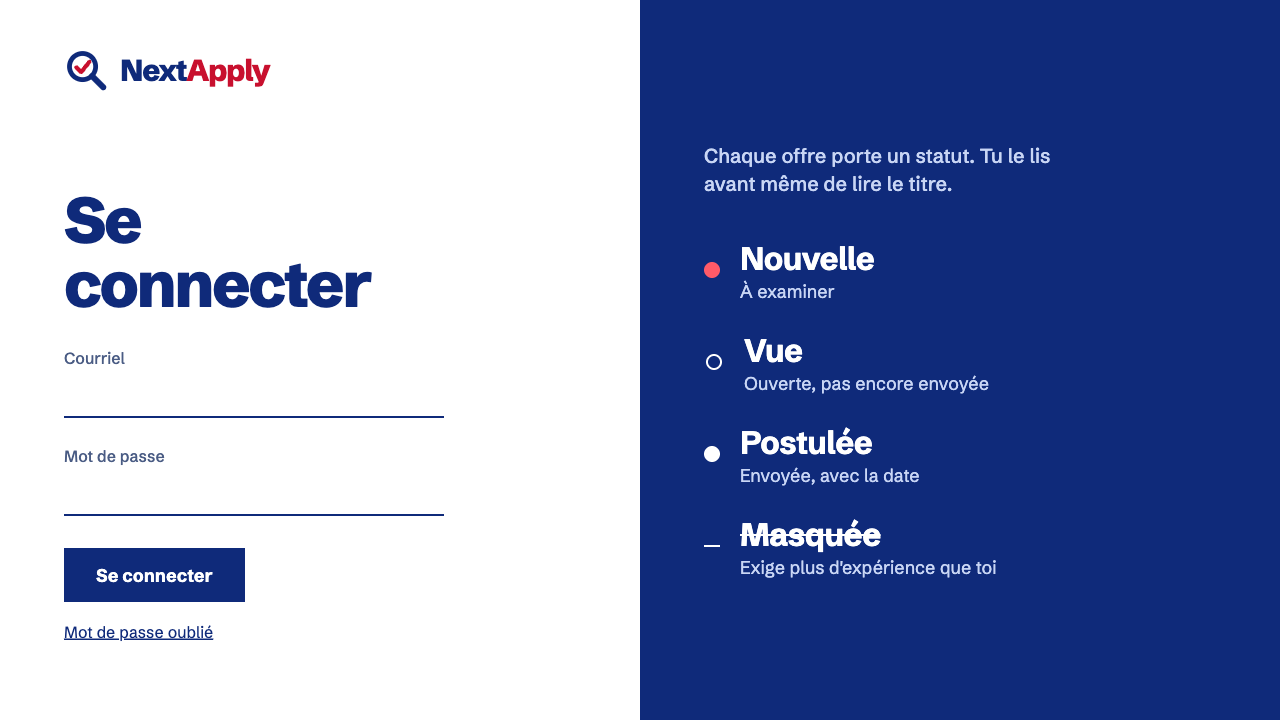 NextApply
Se
connecter
Courriel
Mot de passe
Se connecter
Mot de passe oublié
Chaque offre porte un statut. Tu le lis
avant même de lire le titre.
Nouvelle
À examiner
Vue
Ouverte, pas encore envoyée
Postulée
Envoyée, avec la date
Masquée
Exige plus d'expérience que toi